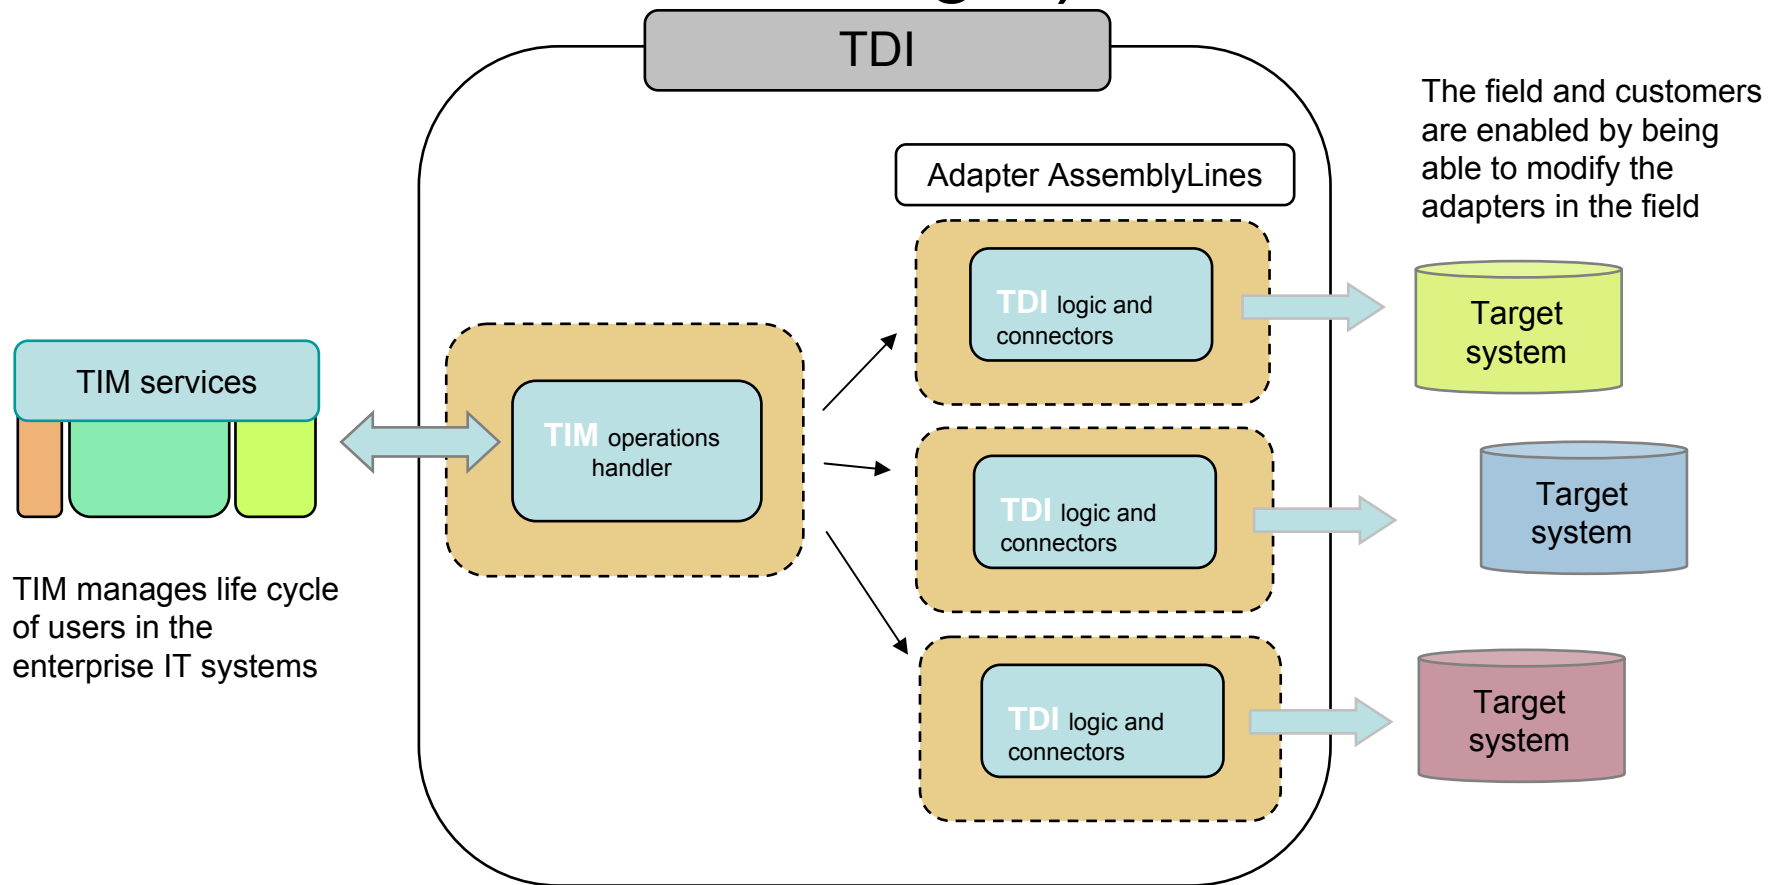 TDI
The field and customers
are enabled by being
able to modify the
adapters in the field
Adapter AssemblyLines
TDI logic and
connectors
Target
system
TIM services
TIM operations
handler
TDI logic and
connectors
Target
system
TIM manages life cycle
of users in the
enterprise IT systems
TDI logic and
connectors
Target
system